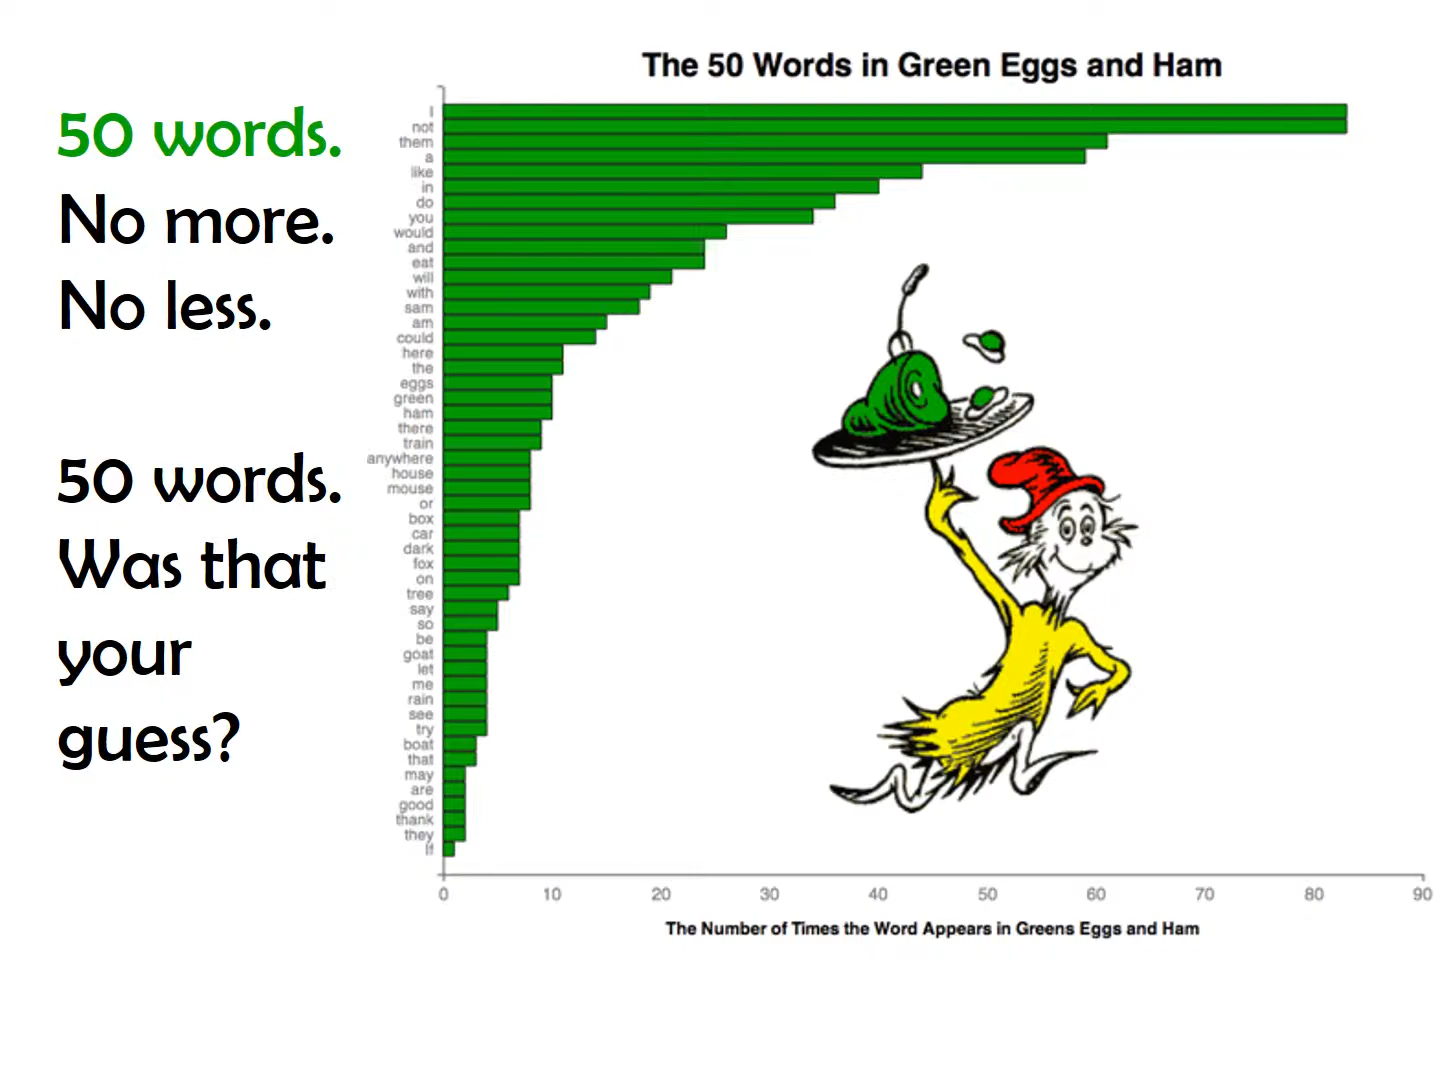 The 50 Words in Green Eggs and Ham
50 words.
No more.
No less.
50 words.
Was that
your
guess?
I
not
them
a
like
in
do
you
would
and
eat
will
with
sam
am
could
here
the
eggs
green
ham
there
train
anywhere
house
mouse
or
box
car
dark
fox
on
tree
say
so
be
goat
let
me
rain
see
try
boat
that
may
are
good
thank
they
If
0 10 20 30 40 50 60 70 80 90
The Number of Times the Word Appears in Greens Eggs and Ham